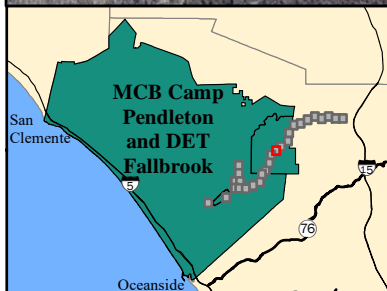 MCB Camp
Pendleton
and DET
Fallbrook
San
Clemente
5
15
76
Oceanside